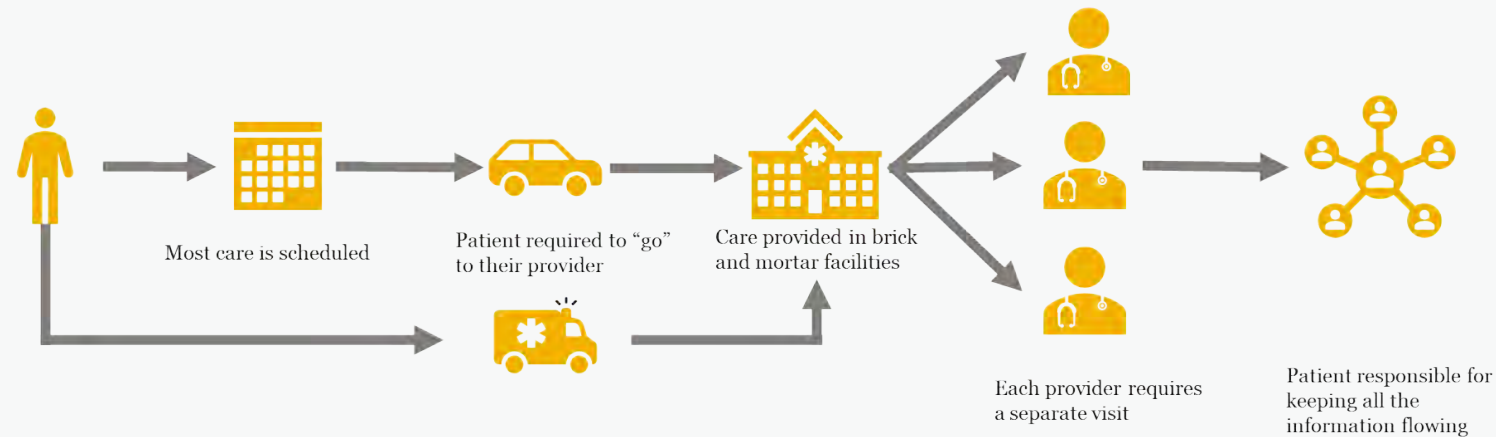 Most care is scheduled
Patient required to “go”
to their provider
Care provided in brick
and mortar facilities
Each provider requires
a separate visit
Patient responsible for
keeping all the
information flowing